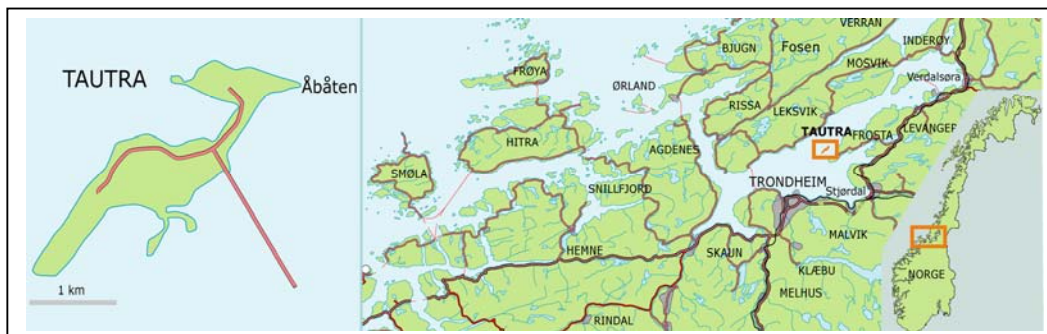 TAUTRA
Åbåten
1 km
VERRAN
BJUGN
Fosen
INDERØY
FRØYA
MOSVIK
ØRLAND
Verdalsøra
RISSA
LEKSVIK
TAUTRA
FROSTA
LEVANGER
HITRA
AGDENES
SMØLA
SNILLFJORD
TRONDHEIM
Stjørdal
HEMNE
SKAUN
MALVIK
KLÆBU
MELHUS
NORGE
RINDAL